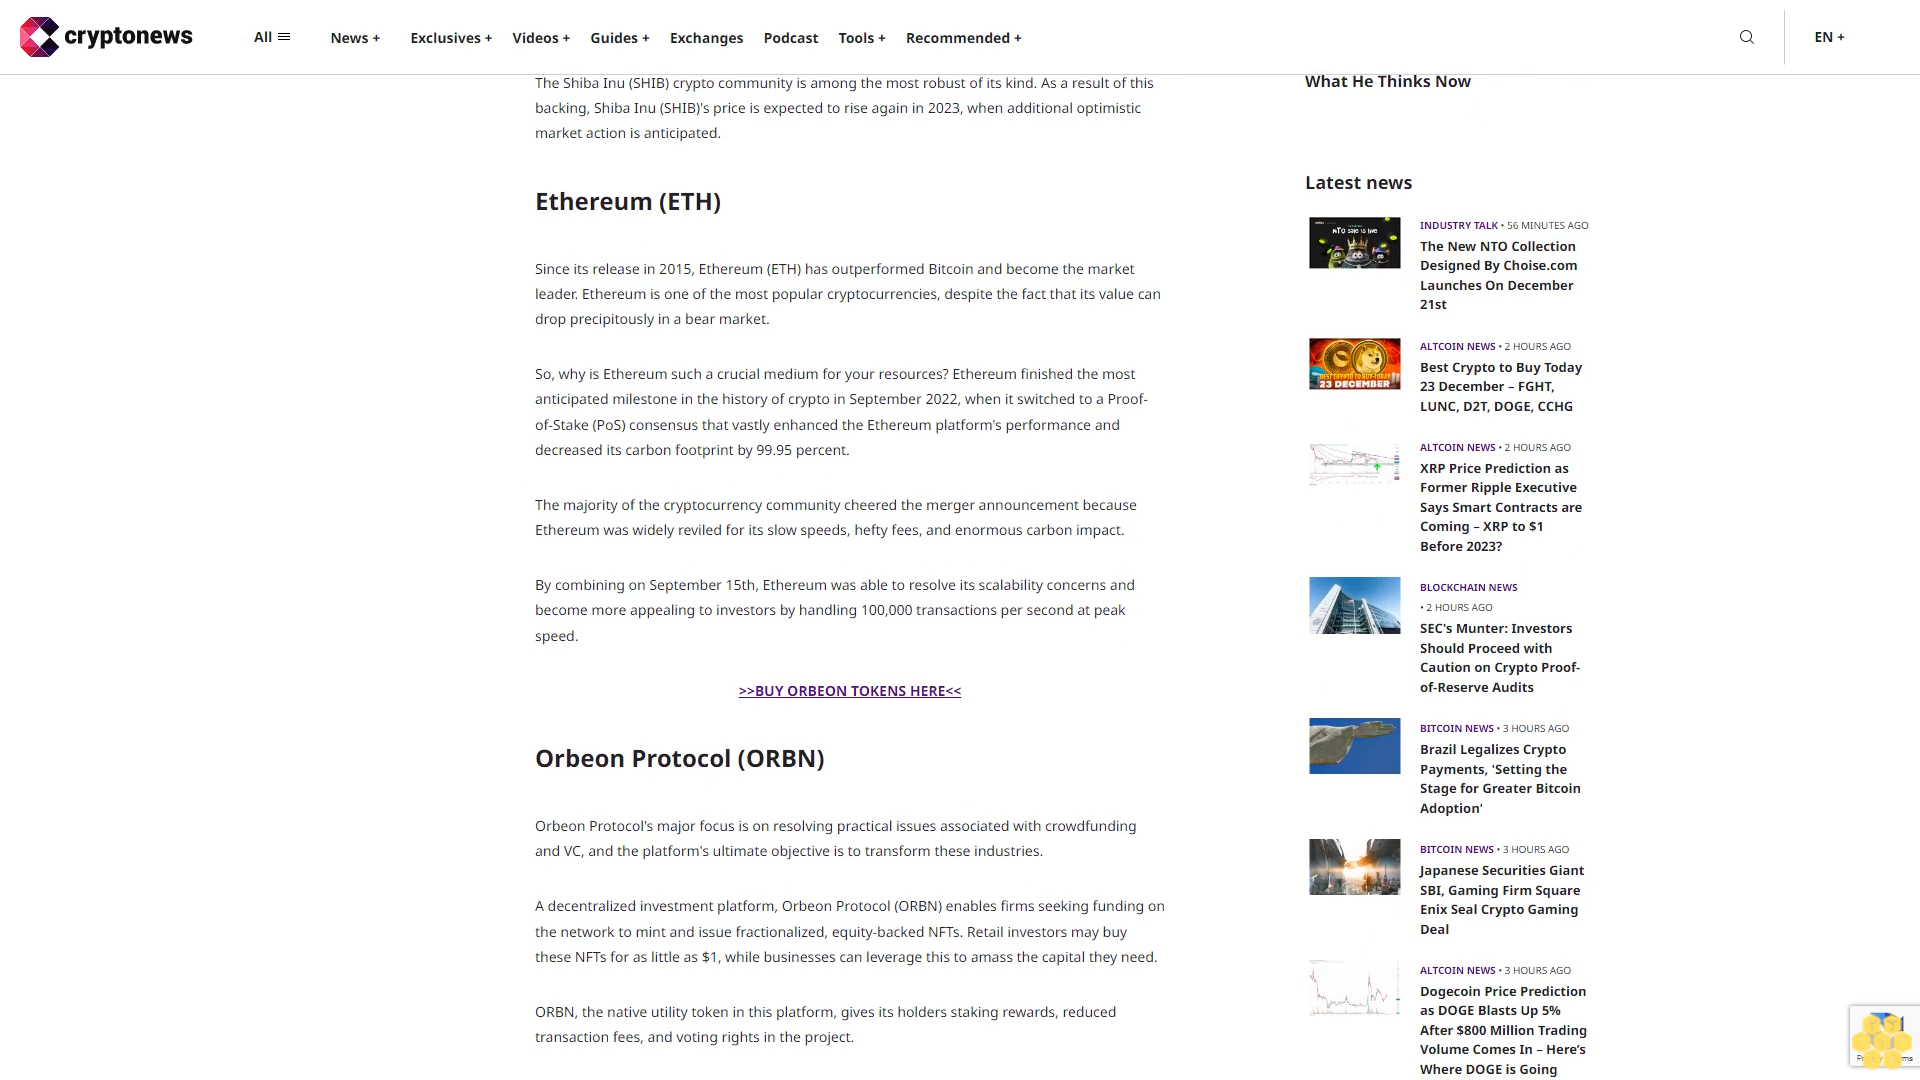 cryptonews
All
News +
Exclusives +
Videos +
Guides +
Exchanges
Podcast
Tools +
Recommended +
EN +
The Shiba Inu (SHIB) crypto community is among the most robust of its kind. As a result of this
backing, Shiba Inu (SHIB)'s price is expected to rise again in 2023, when additional optimistic
market action is anticipated.
Ethereum (ETH)
Since its release in 2015, Ethereum (ETH) has outperformed Bitcoin and become the market
leader. Ethereum is one of the most popular cryptocurrencies, despite the fact that its value can
drop precipitously in a bear market.
So, why is Ethereum such a crucial medium for your resources? Ethereum finished the most
anticipated milestone in the history of crypto in September 2022, when it switched to a Proof-
of-Stake (PoS) consensus that vastly enhanced the Ethereum platform's performance and
decreased its carbon footprint by 99.95 percent.
The majority of the cryptocurrency community cheered the merger announcement because
Ethereum was widely reviled for its slow speeds, hefty fees, and enormous carbon impact.
By combining on September 15th, Ethereum was able to resolve its scalability concerns and
become more appealing to investors by handling 100,000 transactions per second at peak
speed.
>>BUY ORBEON TOKENS HERE<<
Orbeon Protocol (ORBN)
Orbeon Protocol's major focus is on resolving practical issues associated with crowdfunding
and VC, and the platform's ultimate objective is to transform these industries.
A decentralized investment platform, Orbeon Protocol (ORBN) enables firms seeking funding on
the network to mint and issue fractionalized, equity-backed NFTs. Retail investors may buy
these NFTs for as little as $1, while businesses can leverage this to amass the capital they need.
ORBN, the native utility token in this platform, gives its holders staking rewards, reduced
transaction fees, and voting rights in the project.
What He Thinks Now
Latest news
NTO sale is live
INDUSTRY TALK • 56 MINUTES AGO
The New NTO Collection
Designed By Choise.com
Launches On December
21st
BEST CRYPTO TO BUY TODAY
23 DECEMBER
ALTCOIN NEWS • 2 HOURS AGO
Best Crypto to Buy Today
23 December – FGHT,
LUNC, D2T, DOGE, CCHG
ALTCOIN NEWS • 2 HOURS AGO
XRP Price Prediction as
Former Ripple Executive
Says Smart Contracts are
Coming – XRP to $1
Before 2023?
BLOCKCHAIN NEWS
• 2 HOURS AGO
SEC's Munter: Investors
Should Proceed with
Caution on Crypto Proof-
of-Reserve Audits
BITCOIN NEWS • 3 HOURS AGO
Brazil Legalizes Crypto
Payments, 'Setting the
Stage for Greater Bitcoin
Adoption'
BITCOIN NEWS • 3 HOURS AGO
Japanese Securities Giant
SBI, Gaming Firm Square
Enix Seal Crypto Gaming
Deal
ALTCOIN NEWS • 3 HOURS AGO
Dogecoin Price Prediction
as DOGE Blasts Up 5%
After $800 Million Trading
Volume Comes In – Here's
Where DOGE is Going